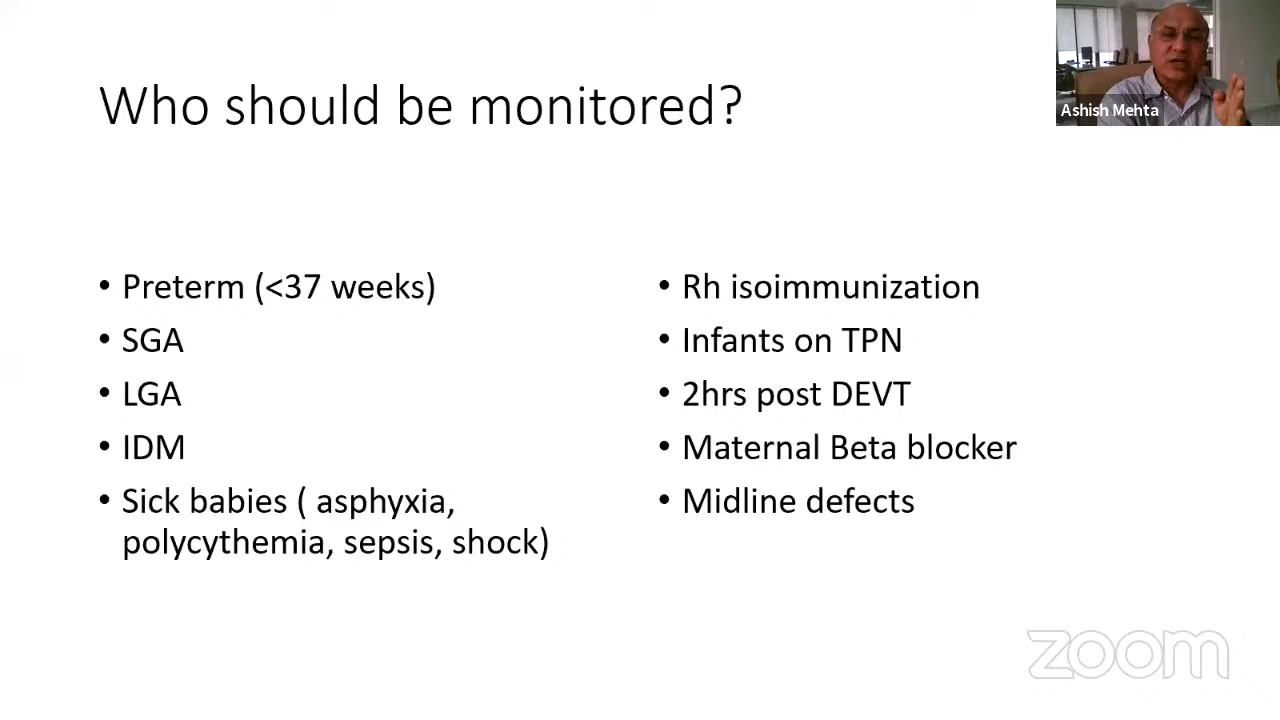 Who should be monitored?
Ashish Mehta
• Preterm (<37 weeks)
• SGA
• LGA
• IDM
• Sick babies ( asphyxia,
polycythemia, sepsis, shock)
• Rh isoimmunization
• Infants on TPN
• 2hrs post DEVT
• Maternal Beta blocker
• Midline defects
zoom